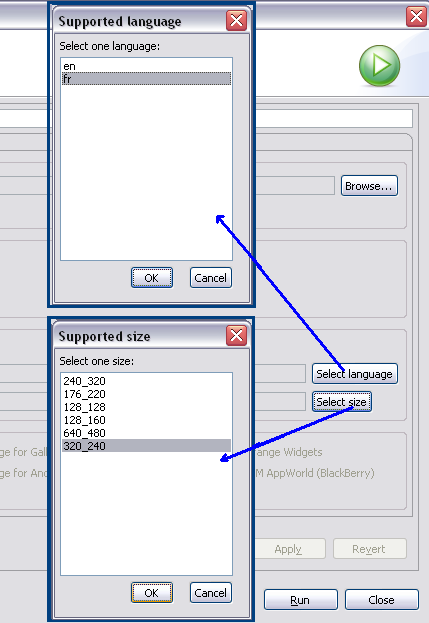 Supported language
Select one language:
en
fr
Browse...
OK
Cancel
Supported size
Select one size:
240_320
176_220
128_128
128_160
640_480
320_240
Select language
Select size
ge for Gall
ange Widgets
ge for And
M AppWorld (BlackBerry)
Apply
Revert
OK
Cancel
Run
Close